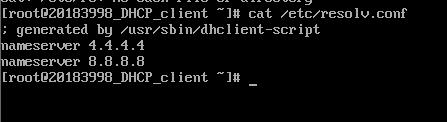 [root@20183998_DHCP_client ~]# cat /etc/resolv.conf
; generated by /usr/sbin/dhclient-script
nameserver 4.4.4.4
nameserver 8.8.8.8
[root@20183998_DHCP_client ~]# _